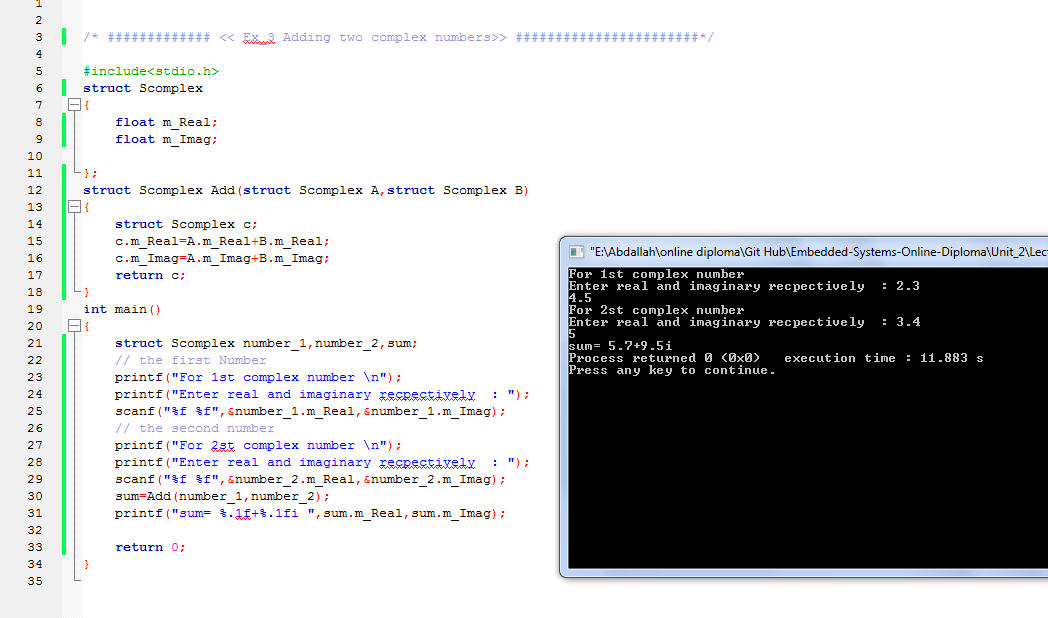 1
2
3 /* ############# << Ex_3 Adding two complex numbers>> #######################*/
4
5 #include<stdio.h>
6 struct Scomplex
7 {
8 float m_Real;
9 float m_Imag;
10
11 };
12 struct Scomplex Add(struct Scomplex A,struct Scomplex B)
13 {
14 struct Scomplex c;
15 c.m_Real=A.m_Real+B.m_Real;
16 c.m_Imag=A.m_Imag+B.m_Imag;
17 return c;
18 }
19 int main()
20 {
21 struct Scomplex number_1,number_2,sum;
22 // the first Number
23 printf("For 1st complex number \n");
24 printf("Enter real and imaginary recpectively  : ");
25 scanf("%f %f",&number_1.m_Real,&number_1.m_Imag);
26 // the second number
27 printf("For 2st complex number \n");
28 printf("Enter real and imaginary recpectively  : ");
29 scanf("%f %f",&number_2.m_Real,&number_2.m_Imag);
30 sum=Add(number_1,number_2);
31 printf("sum= %.1f+%.1fi ",sum.m_Real,sum.m_Imag);
32
33 return 0;
34 }
35
"E:\Abdallah\online diploma\Git Hub\Embedded-Systems-Online-Diploma\Unit_2\Lec
For 1st complex number
Enter real and imaginary recpectively  : 2.3
4.5
For 2st complex number
Enter real and imaginary recpectively  : 3.4
5
sum= 5.7+9.5i
Process returned 0 (0x0)   execution time : 11.883 s
Press any key to continue.